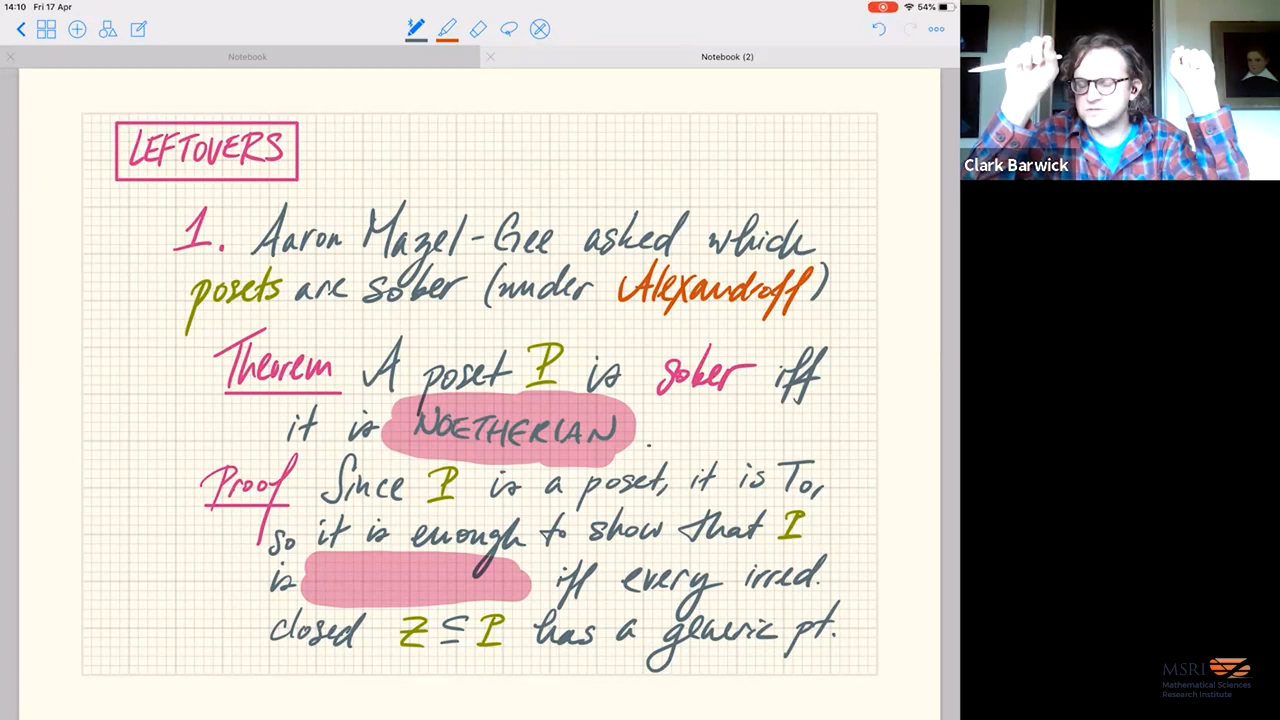 14:10 Fri 17 Apr
54%
Notebook
Notebook (2)
LEFTOVERS
1. Aaron Mazel-Gee asked which
posets are sober (under Alexandroff)
Theorem A poset P is sober iff
it is NOETHERIAN.
Proof Since P is a poset, it is T0,
so it is enough to show that P
is iff every irred.
closed Z ⊆ P has a generic pt.
Clark Barwick
MSRI
Mathematical Sciences
Research Institute